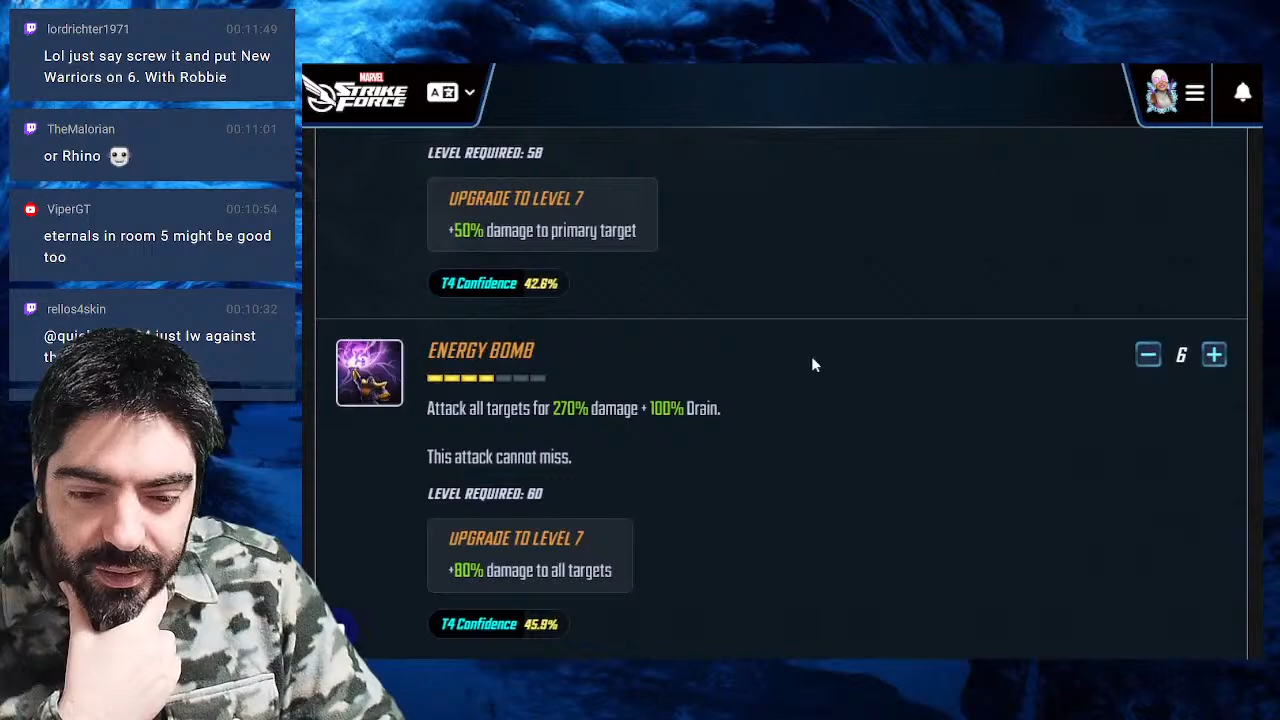 lordrichter1971 00:11:49
Lol just say screw it and put New
Warriors on 6. With Robbie
TheMalorian 00:11:01
or Rhino
ViperGT 00:10:54
eternals in room 5 might be good
too
rellos4skin 00:10:32
just lw against
MARVEL
STRIKE
FORCE
A
LEVEL REQUIRED: 58
UPGRADE TO LEVEL 7
+50% damage to primary target
T4 Confidence 42.6%
ENERGY BOMB
6
Attack all targets for 270% damage + 100% Drain.
This attack cannot miss.
LEVEL REQUIRED: 60
UPGRADE TO LEVEL 7
+80% damage to all targets
T4 Confidence 45.9%